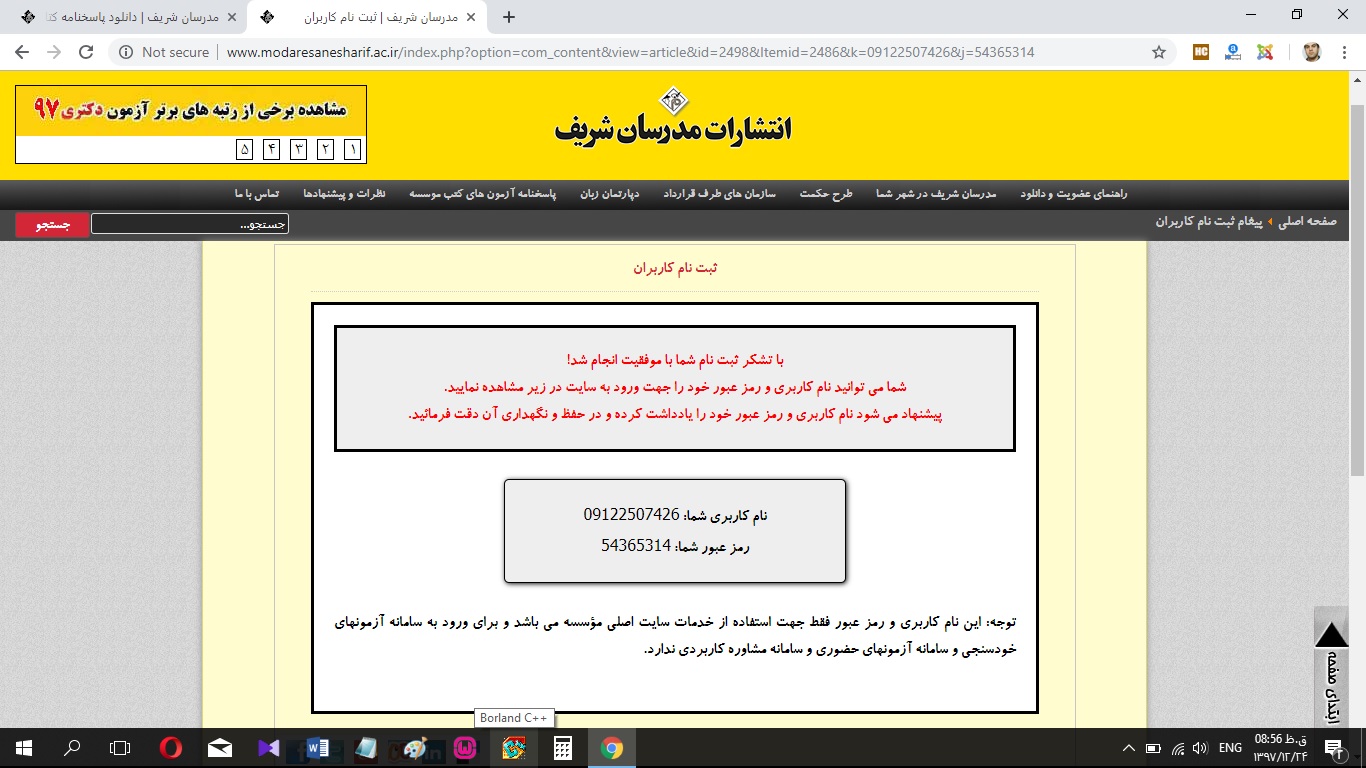 مدرسان شریف | دانلود پاسخنامه کتا
مدرسان شریف | ثبت نام کاربران
Not secure | www.modaresanesharif.ac.ir/index.php?option=com_content&view=article&id=2498&Itemid=2486&k=09122507426&j=54365314
HC
مشاهده برخی از رتبه های برتر آزمون دکتری ۹۷
۱ ۲ ۳ ۴ ۵
انتشارات مدرسان شریف
راهنمای عضویت و دانلود مدرسان شریف در شهر شما طرح حکمت سازمان های طرف قرارداد دپارتمان زبان پاسخنامه آزمون های کتب موسسه نظرات و پیشنهادها تماس با ما
صفحه اصلی پیغام ثبت نام کاربران
جستجو...
جستجو
ثبت نام کاربران
با تشکر ثبت نام شما با موفقیت انجام شد!
شما می توانید نام کاربری و رمز عبور خود را جهت ورود به سایت در زیر مشاهده نمایید.
پیشنهاد می شود نام کاربری و رمز عبور خود را یادداشت کرده و در حفظ و نگهداری آن دقت فرمائید.
نام کاربری شما: 09122507426
رمز عبور شما: 54365314
توجه: این نام کاربری و رمز عبور فقط جهت استفاده از خدمات سایت اصلی مؤسسه می باشد و برای ورود به سامانه آزمونهای
خودسنجی و سامانه آزمونهای حضوری و سامانه مشاوره کاربردی ندارد.
ابتدای صفحه
Borland C++
ENG
08:56 ق.ظ
۱۳۹۷/۱۲/۲۴